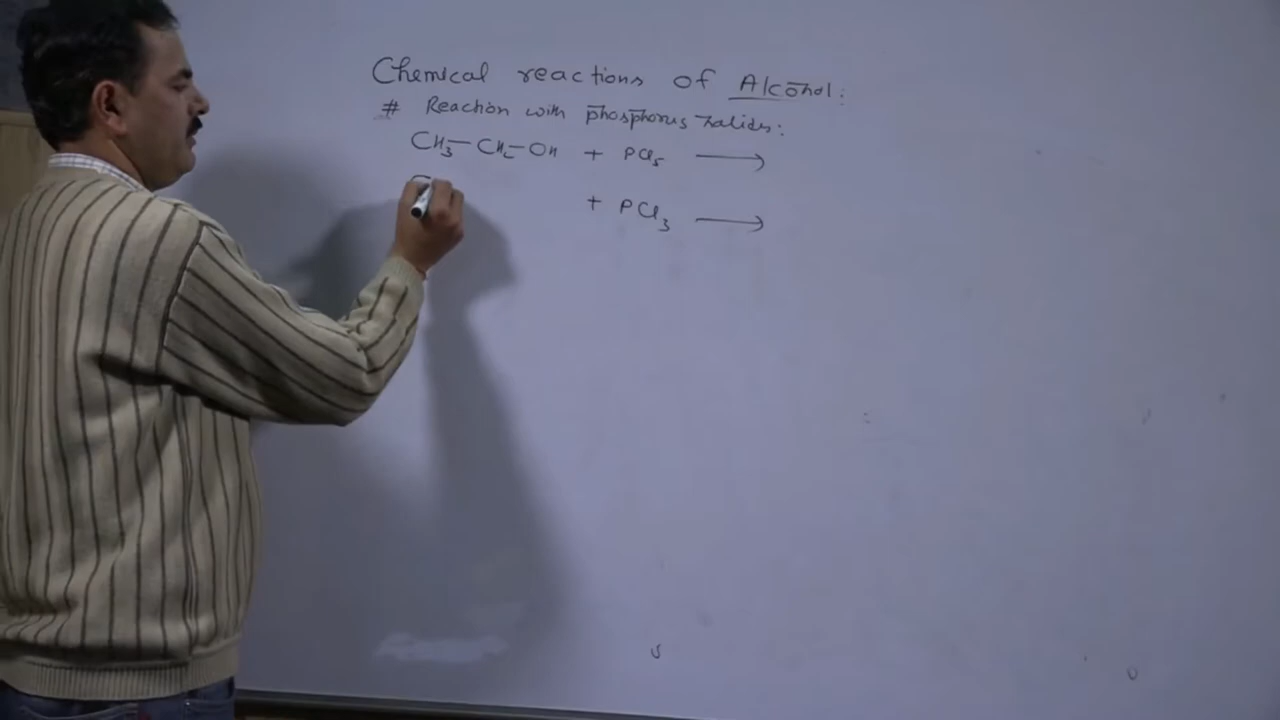 Chemical reactions of Alcohol:
# Reaction with phosphorus halides:
CH₃—CH₂—OH + PCl₅ ⟶
C + PCl₃ ⟶